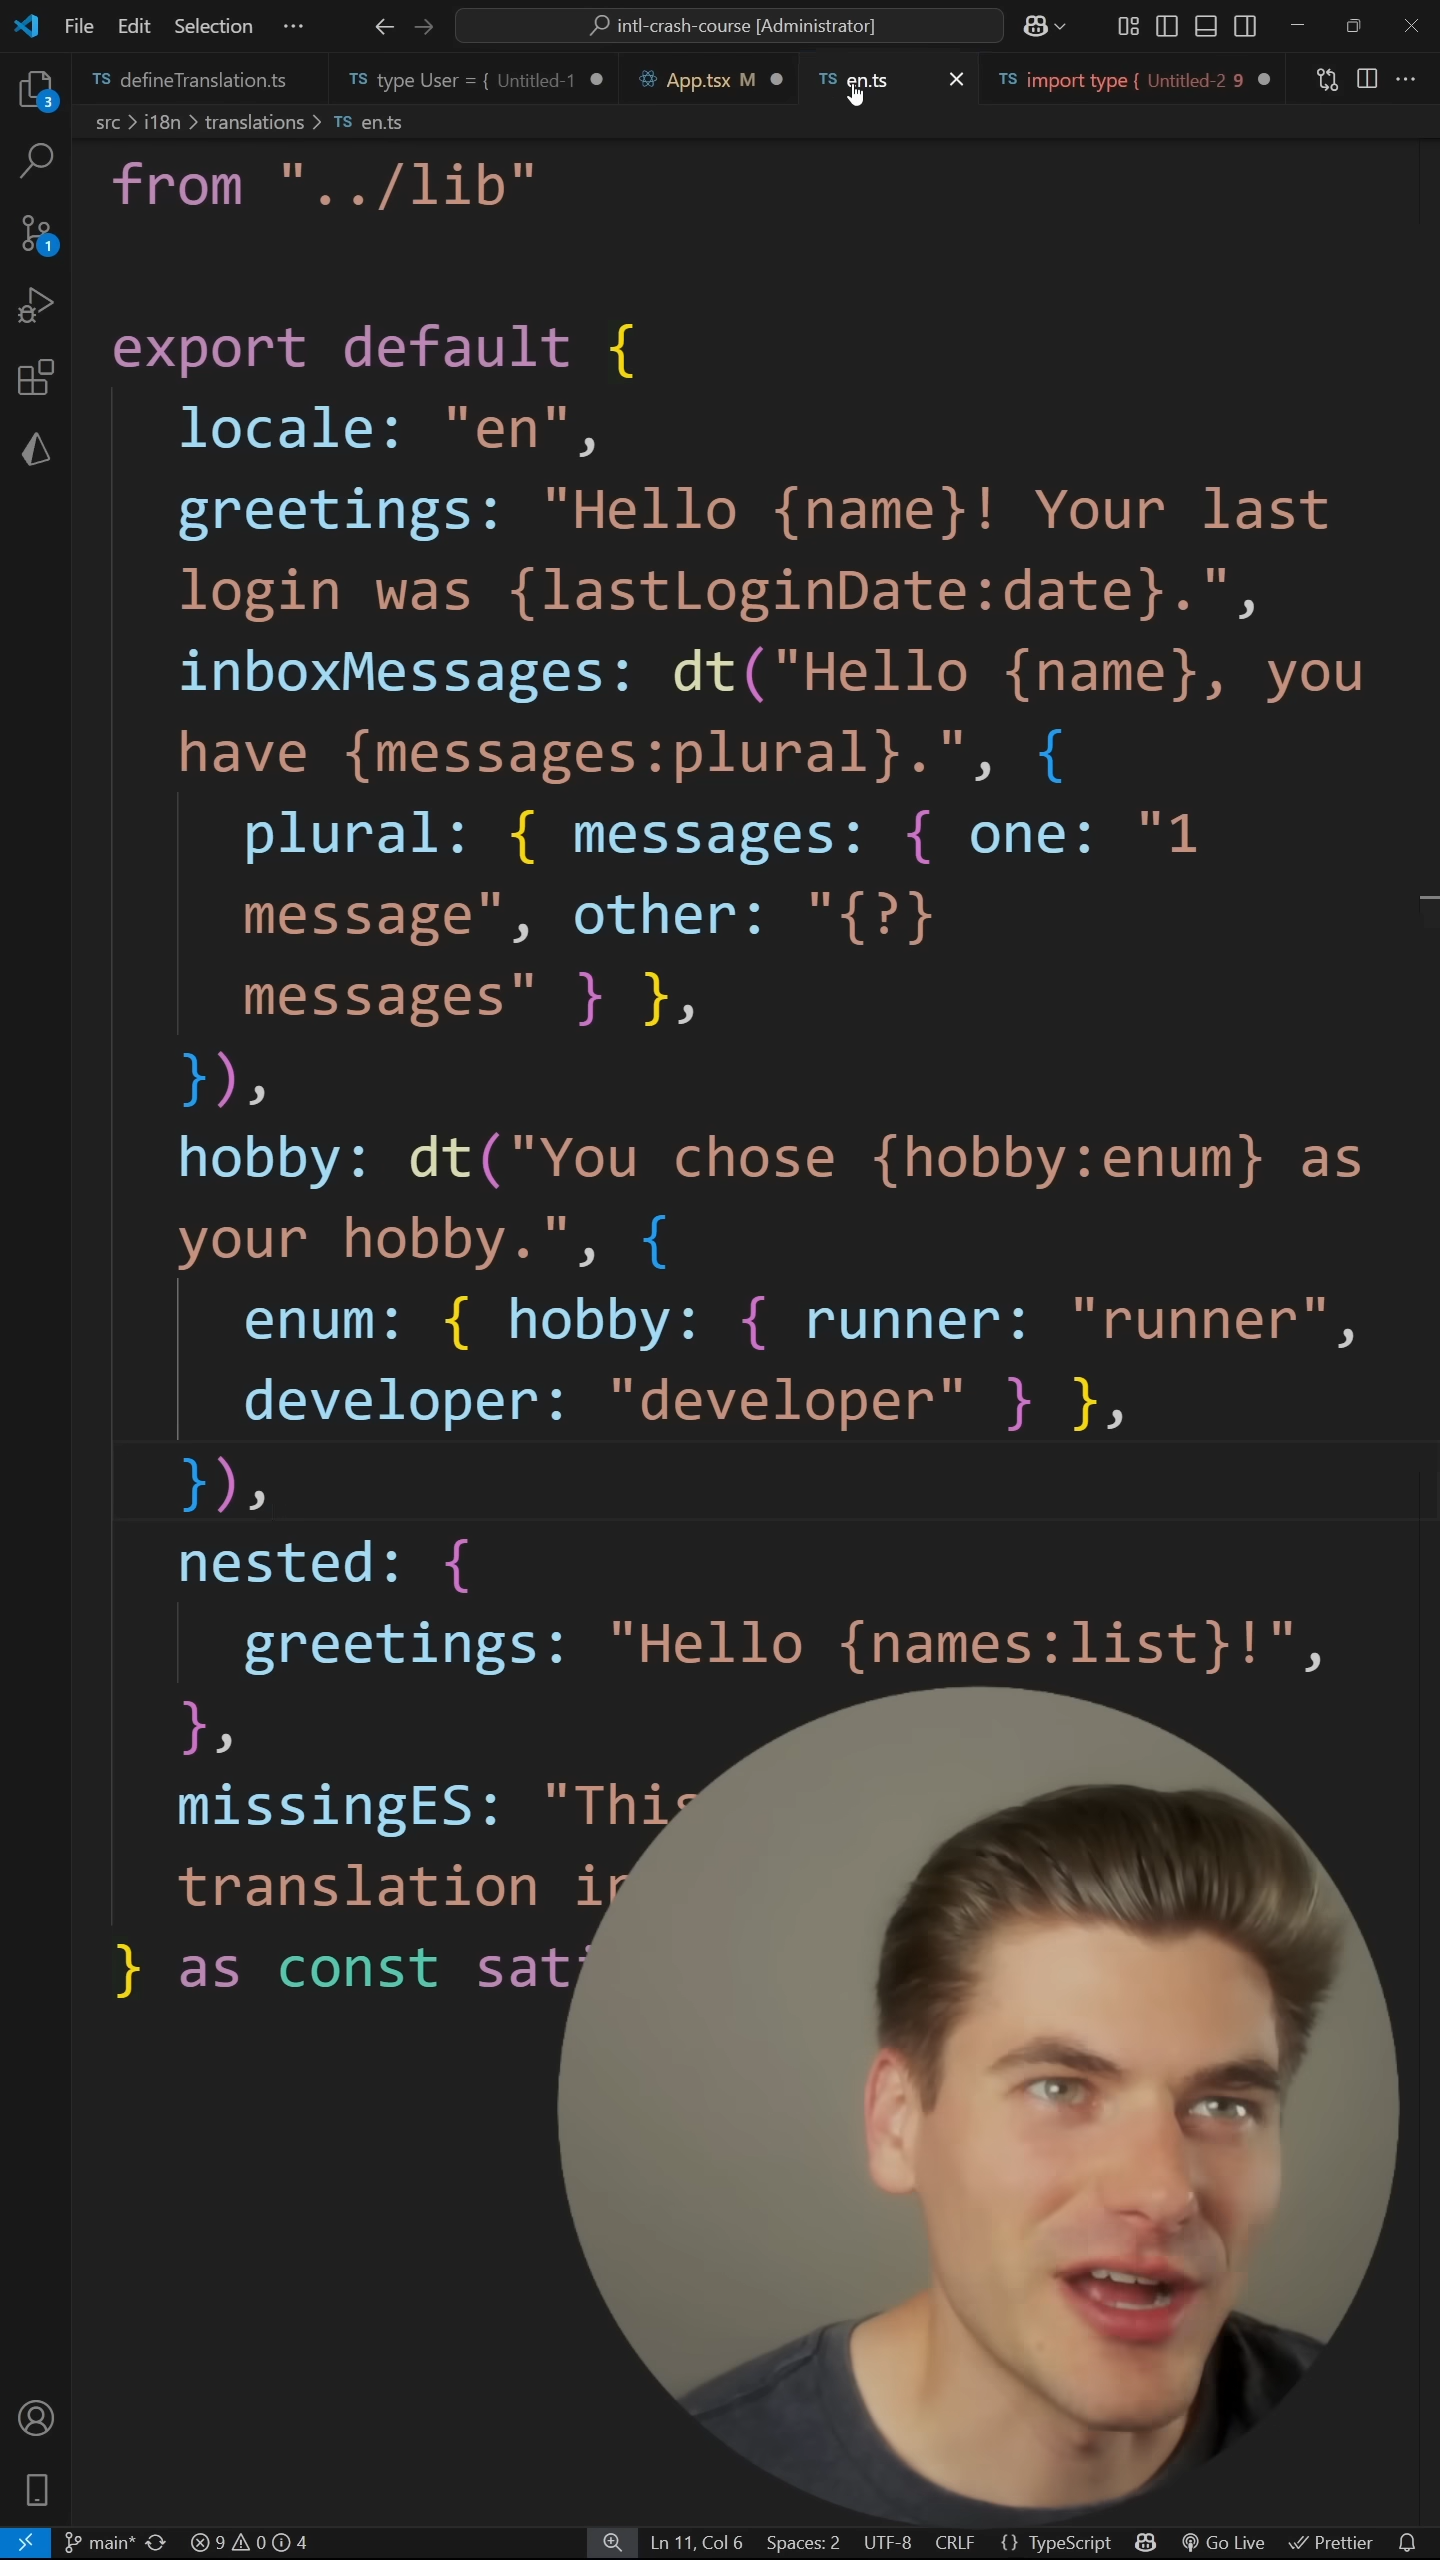 File Edit Selection ··· intl-crash-course [Administrator]
TS defineTranslation.ts TS type User = { Untitled-1 App.tsx M TS en.ts TS import type { Untitled-2 9
src > i18n > translations > TS en.ts
3
1
from "../lib"
export default {
locale: "en",
greetings: "Hello {name}! Your last
login was {lastLoginDate:date}.",
inboxMessages: dt("Hello {name}, you
have {messages:plural}.", {
plural: { messages: { one: "1
message", other: "{?}
messages" } },
}),
hobby: dt("You chose {hobby:enum} as
your hobby.", {
enum: { hobby: { runner: "runner",
developer: "developer" } },
}),
nested: {
greetings: "Hello {names:list}!",
},
missingES: "This
translation
} as const
main* 9 0 4 Ln 11, Col 6 Spaces: 2 UTF-8 CRLF {} TypeScript Go Live Prettier